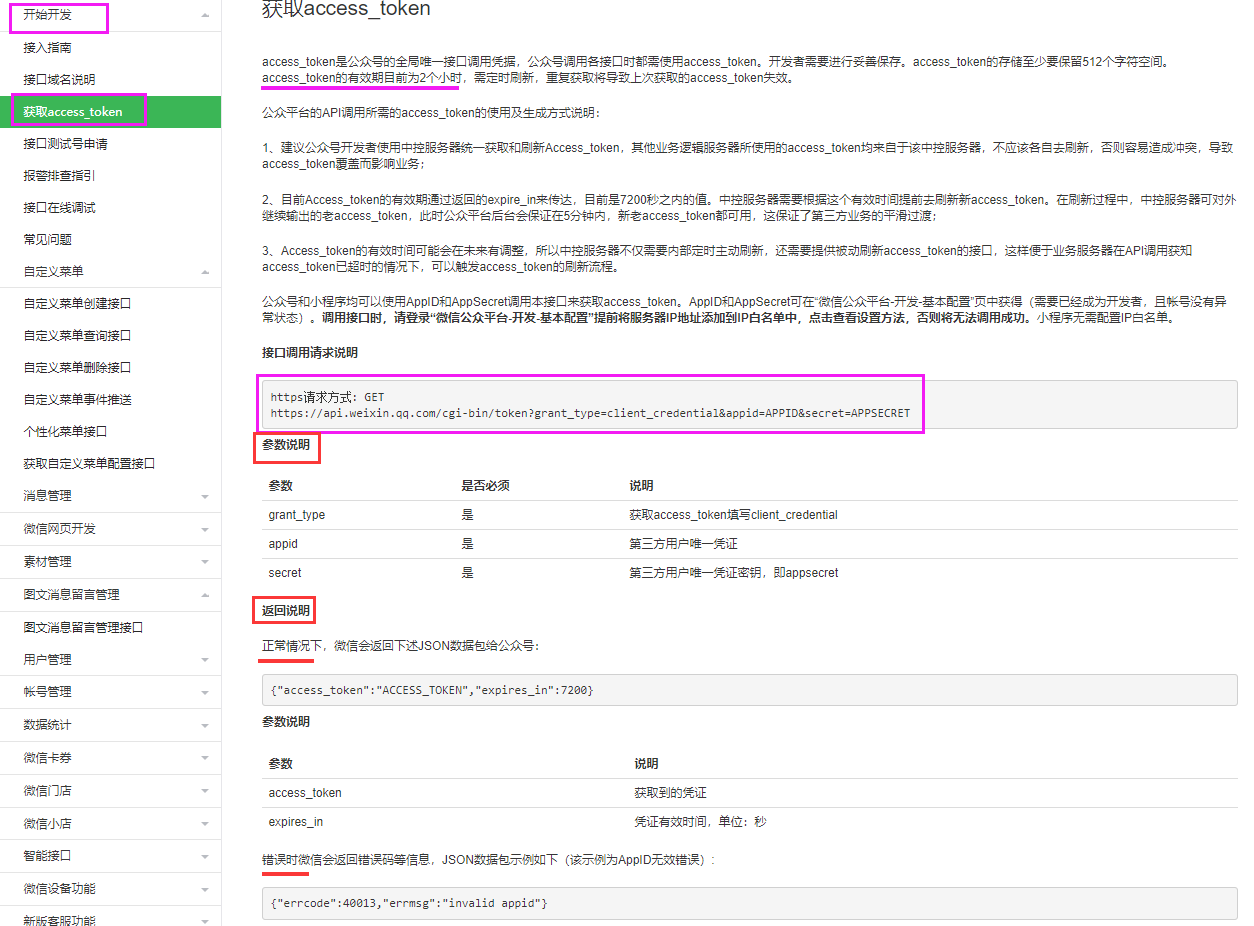 开始开发
接入指南
接口域名说明
获取access_token
接口测试号申请
报警排查指引
接口在线调试
常见问题
自定义菜单
自定义菜单创建接口
自定义菜单查询接口
自定义菜单删除接口
自定义菜单事件推送
个性化菜单接口
获取自定义菜单配置接口
消息管理
微信网页开发
素材管理
图文消息留言管理
图文消息留言管理接口
用户管理
帐号管理
数据统计
微信卡券
微信门店
微信小店
智能接口
微信设备功能
新版客服功能
获取access_token
access_token是公众号的全局唯一接口调用凭据，公众号调用各接口时都需使用access_token。开发者需要进行妥善保存。access_token的存储至少要保留512个字符空间。
access_token的有效期目前为2个小时，需定时刷新，重复获取将导致上次获取的access_token失效。
公众平台的API调用所需的access_token的使用及生成方式说明：
1、建议公众号开发者使用中控服务器统一获取和刷新Access_token，其他业务逻辑服务器所使用的access_token均来自于该中控服务器，不应该各自去刷新，否则容易造成冲突，导致
access_token覆盖而影响业务；
2、目前Access_token的有效期通过返回的expire_in来传达，目前是7200秒之内的值。中控服务器需要根据这个有效时间提前去刷新新access_token。在刷新过程中，中控服务器可对外
继续输出的老access_token，此时公众平台后台会保证在5分钟内，新老access_token都可用，这保证了第三方业务的平滑过渡；
3、Access_token的有效时间可能会在未来有调整，所以中控服务器不仅需要内部定时主动刷新，还需要提供被动刷新access_token的接口，这样便于业务服务器在API调用获知
access_token已超时的情况下，可以触发access_token的刷新流程。
公众号和小程序均可以使用AppID和AppSecret调用本接口来获取access_token。AppID和AppSecret可在“微信公众平台-开发-基本配置”页中获得（需要已经成为开发者，且帐号没有异
常状态）。调用接口时，请登录“微信公众平台-开发-基本配置”提前将服务器IP地址添加到IP白名单中，点击查看设置方法，否则将无法调用成功。小程序无需配置IP白名单。
接口调用请求说明
https请求方式: GET
https://api.weixin.qq.com/cgi-bin/token?grant_type=client_credential&appid=APPID&secret=APPSECRET
参数说明
参数 是否必须 说明
grant_type 是 获取access_token填写client_credential
appid 是 第三方用户唯一凭证
secret 是 第三方用户唯一凭证密钥，即appsecret
返回说明
正常情况下，微信会返回下述JSON数据包给公众号：
{"access_token":"ACCESS_TOKEN","expires_in":7200}
参数说明
参数 说明
access_token 获取到的凭证
expires_in 凭证有效时间，单位：秒
错误时微信会返回错误码等信息，JSON数据包示例如下（该示例为AppID无效错误）:
{"errcode":40013,"errmsg":"invalid appid"}